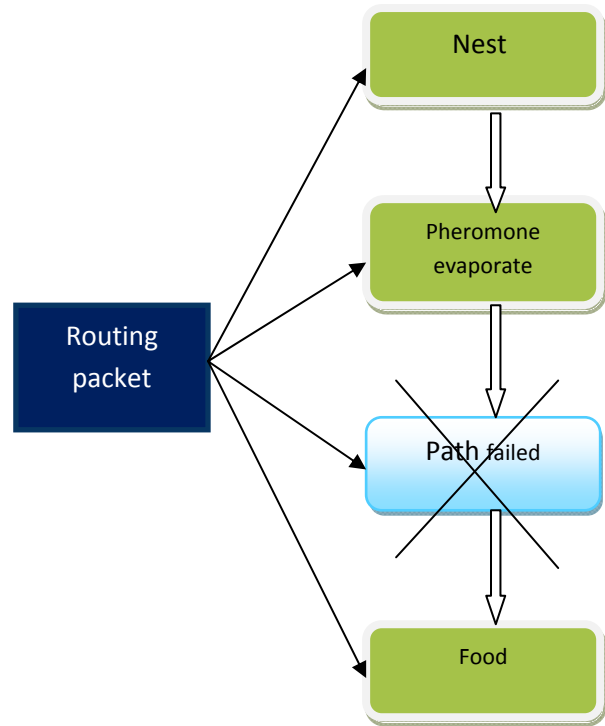 Nest
Pheromone
evaporate
Routing
packet
Path failed
Food